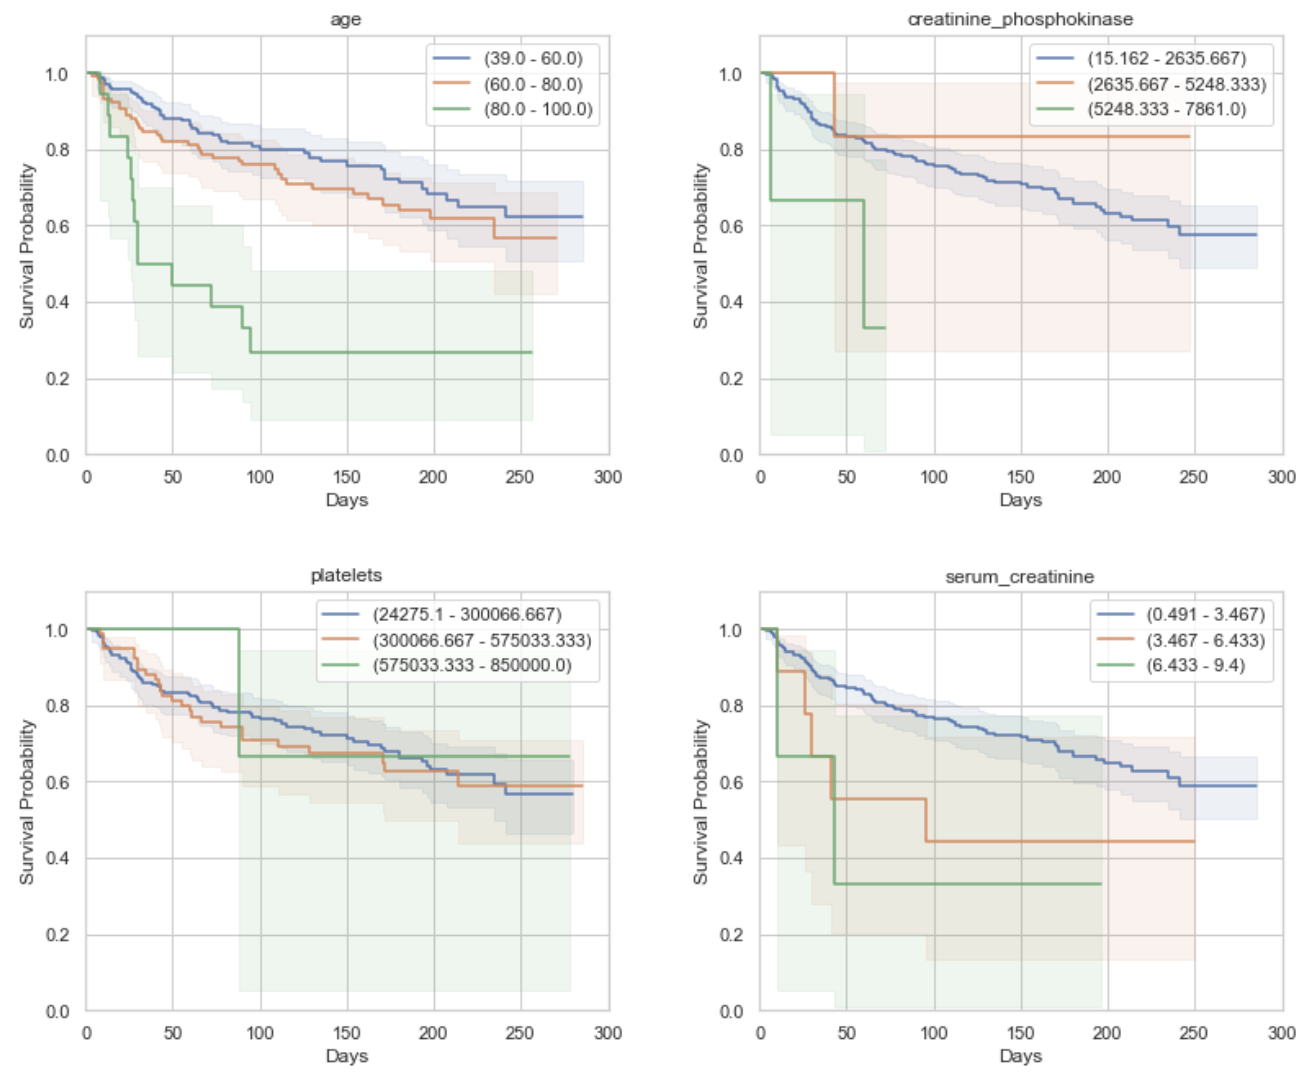 age
(39.0 - 60.0)
(60.0 - 80.0)
(80.0 - 100.0)
1.0
0.8
0.6
0.4
0.2
0.0
Survival Probability
0 50 100 150 200 250 300
Days
creatinine_phosphokinase
(15.162 - 2635.667)
(2635.667 - 5248.333)
(5248.333 - 7861.0)
1.0
0.8
0.6
0.4
0.2
0.0
Survival Probability
0 50 100 150 200 250 300
Days
platelets
(24275.1 - 300066.667)
(300066.667 - 575033.333)
(575033.333 - 850000.0)
1.0
0.8
0.6
0.4
0.2
0.0
Survival Probability
0 50 100 150 200 250 300
Days
serum_creatinine
(0.491 - 3.467)
(3.467 - 6.433)
(6.433 - 9.4)
1.0
0.8
0.6
0.4
0.2
0.0
Survival Probability
0 50 100 150 200 250 300
Days